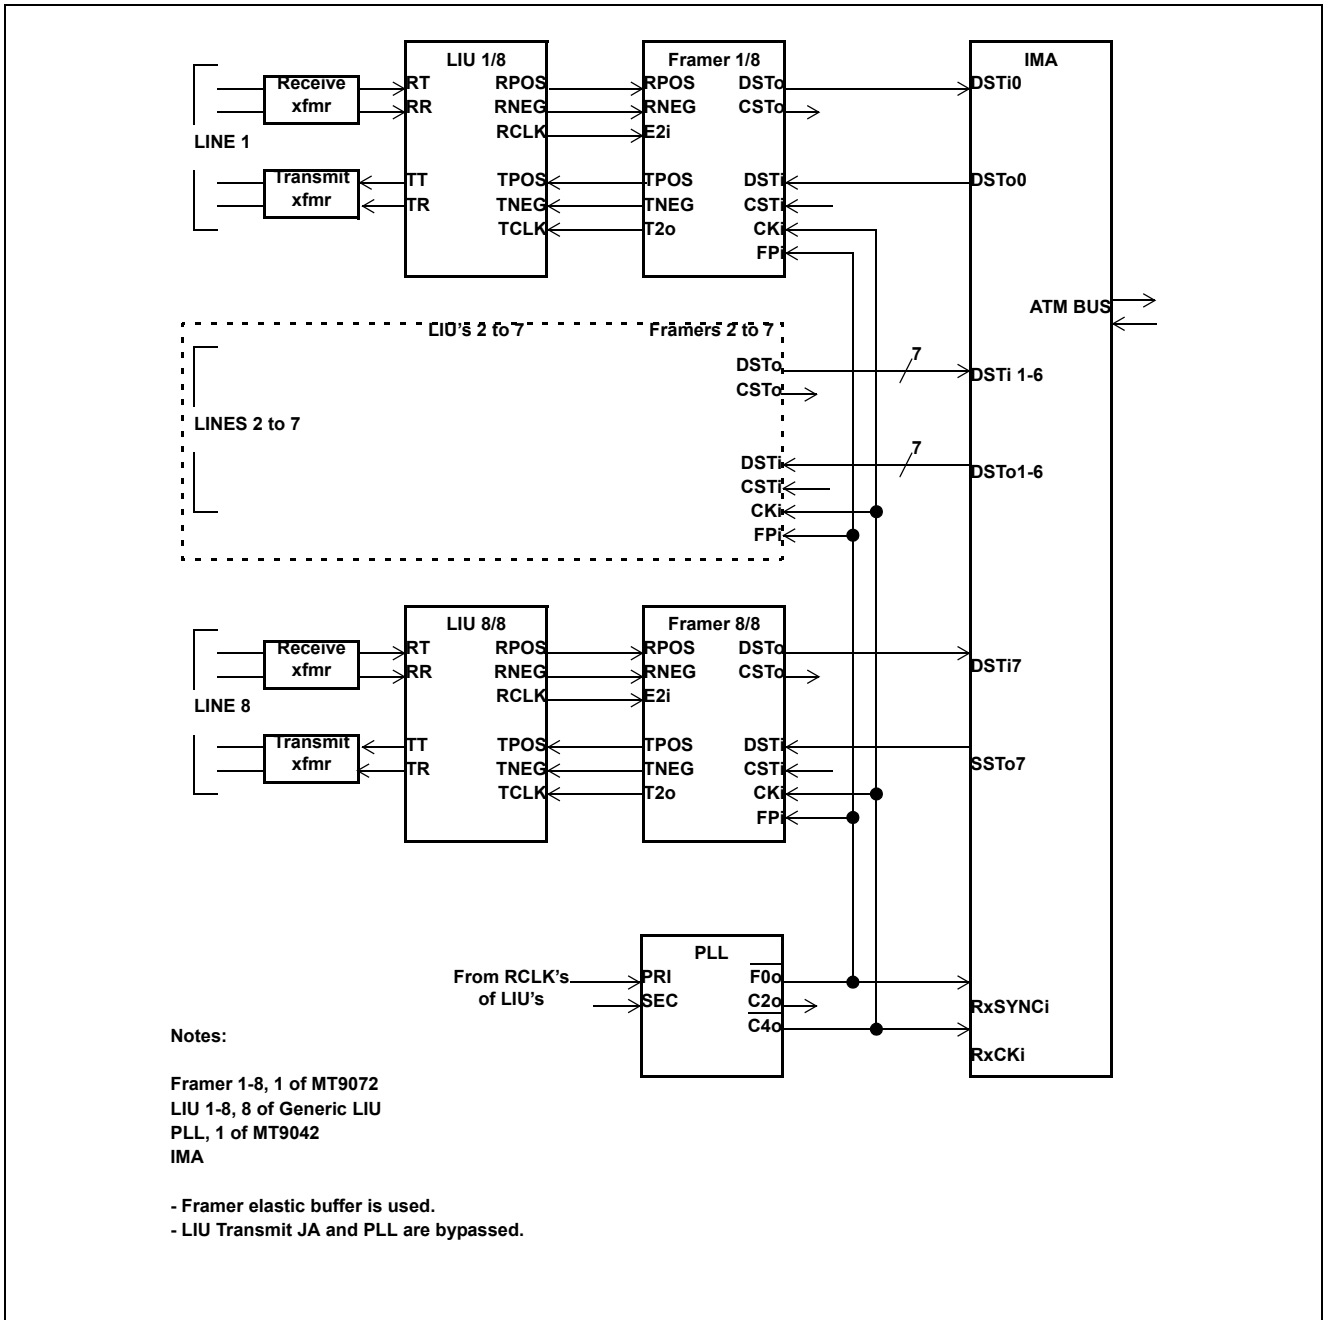 LIU 1/8
Framer 1/8
IMA
Receive
xfmr
RT
RPOS
RPOS
DSTo
DSTi0
RR
RNEG
RNEG
CSTo
RCLK
E2i
LINE 1
Transmit
xfmr
TT
TPOS
TPOS
DSTi
DSTo0
TR
TNEG
TNEG
CSTi
TCLK
T2o
CKi
FPi
ATM BUS
LIU's 2 to 7
Framers 2 to 7
DSTo
7
DSTi 1-6
CSTo
LINES 2 to 7
DSTi
7
DSTo1-6
CSTi
CKi
FPi
LIU 8/8
Framer 8/8
Receive
xfmr
RT
RPOS
RPOS
DSTo
DSTi7
RR
RNEG
RNEG
CSTo
RCLK
E2i
LINE 8
Transmit
xfmr
TT
TPOS
TPOS
DSTi
SSTo7
TR
TNEG
TNEG
CSTi
TCLK
T2o
CKi
FPi
PLL
From RCLK's
of LIU's
PRI
F0o
SEC
C2o
RxSYNCi
C4o
RxCKi
Notes:
Framer 1-8, 1 of MT9072
LIU 1-8, 8 of Generic LIU
PLL, 1 of MT9042
IMA
- Framer elastic buffer is used.
- LIU Transmit JA and PLL are bypassed.